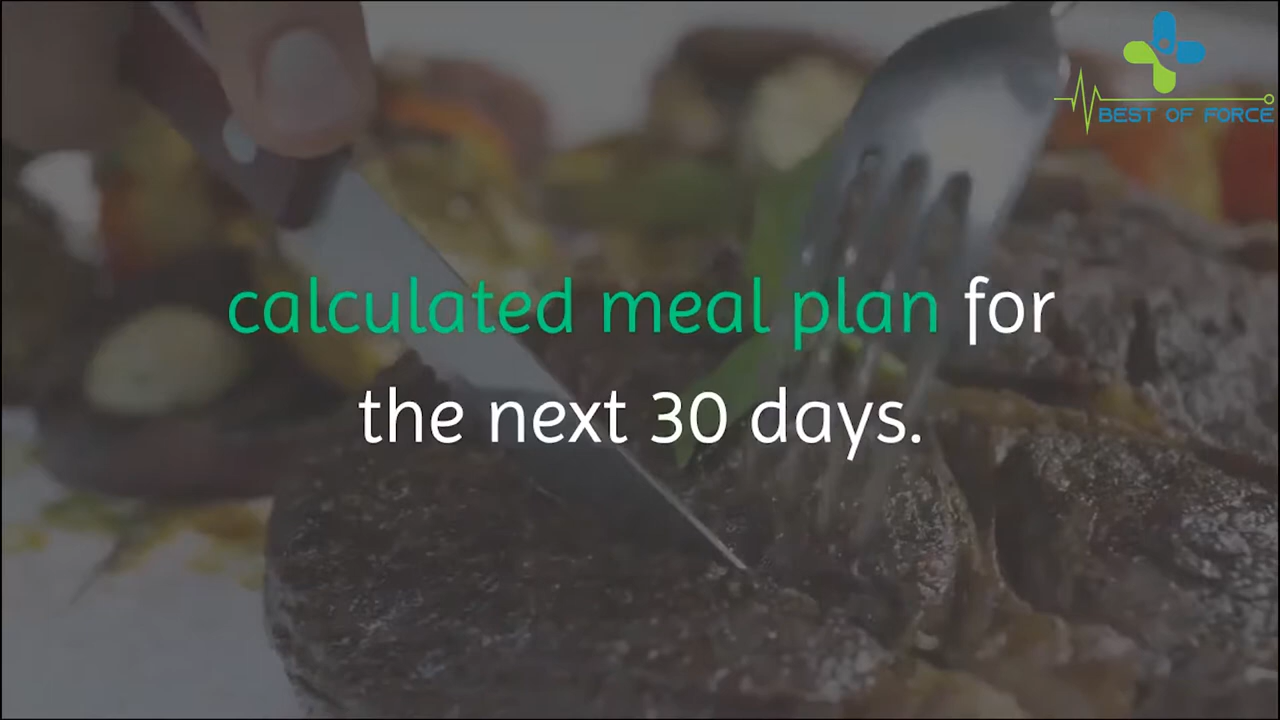 BEST OF FORCE
calculated meal plan for
the next 30 days.